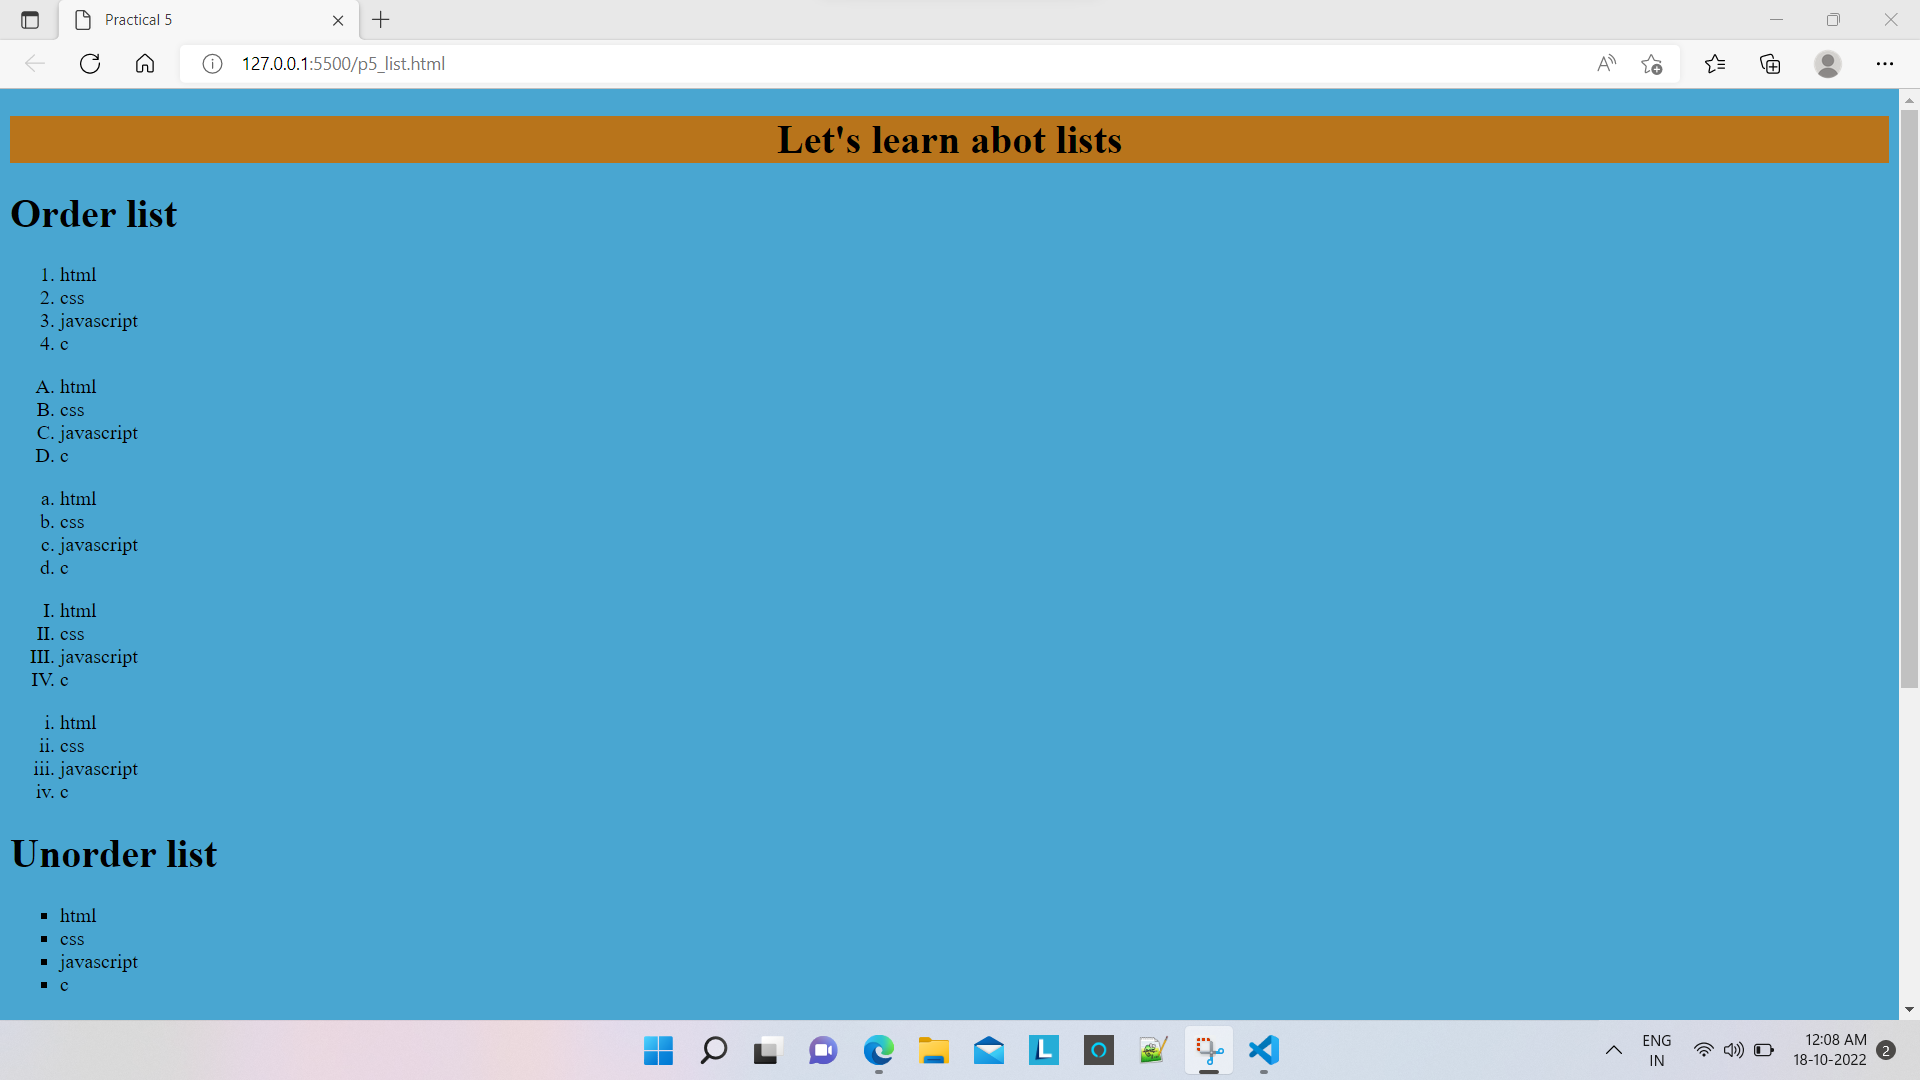 Practical 5
127.0.0.1:5500/p5_list.html
Let's learn abot lists
Order list
1. html
2. css
3. javascript
4. c
A. html
B. css
C. javascript
D. c
a. html
b. css
c. javascript
d. c
I. html
II. css
III. javascript
IV. c
i. html
ii. css
iii. javascript
iv. c
Unorder list
▪ html
▪ css
▪ javascript
▪ c
ENG
IN
12:08 AM
18-10-2022
2